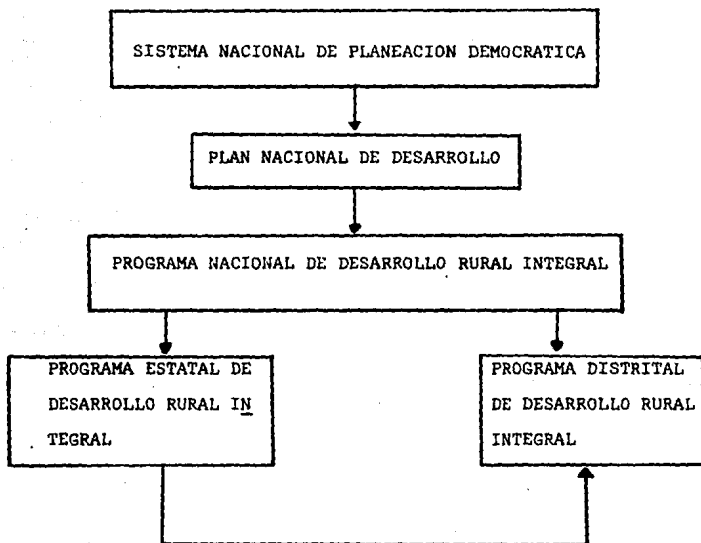 SISTEMA NACIONAL DE PLANEACION DEMOCRATICA
PLAN NACIONAL DE DESARROLLO
PROGRAMA NACIONAL DE DESARROLLO RURAL INTEGRAL
PROGRAMA ESTATAL DE
DESARROLLO RURAL IN
TEGRAL
PROGRAMA DISTRITAL
DE DESARROLLO RURAL
INTEGRAL